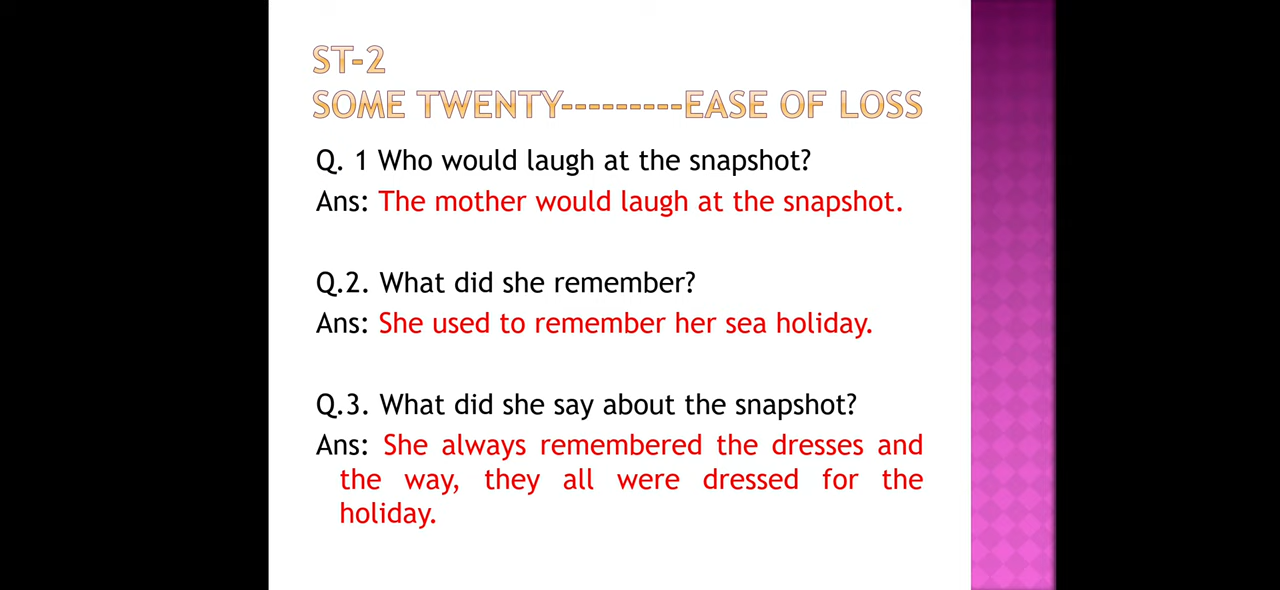 ST-2
SOME TWENTY---------EASE OF LOSS
Q. 1 Who would laugh at the snapshot?
Ans: The mother would laugh at the snapshot.
Q.2. What did she remember?
Ans: She used to remember her sea holiday.
Q.3. What did she say about the snapshot?
Ans: She always remembered the dresses and
the way, they all were dressed for the
holiday.